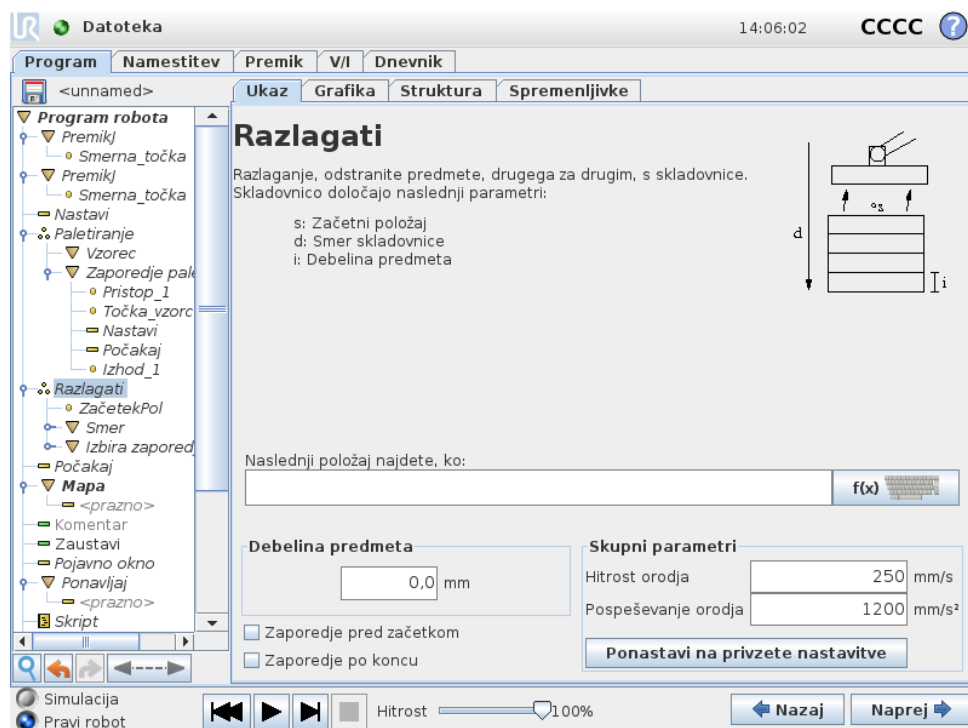 Datoteka
14:06:02
CCCC
?
Program
Namestitev
Premik
V/I
Dnevnik
<unnamed>
Ukaz
Grafika
Struktura
Spremenljivke
Program robota
PremikJ
Smerna_točka
PremikJ
Smerna_točka
Nastavi
Paletiranje
Vzorec
Zaporedje pale
Pristop_1
Točka_vzorc
Nastavi
Počakaj
Izhod_1
Razlagati
ZačetekPol
Smer
Izbira zapored
Počakaj
Mapa
<prazno>
Komentar
Zaustavi
Pojavno okno
Ponavljaj
<prazno>
Skript
Razlagati
Razlaganje, odstranite predmete, drugega za drugim, s skladovnice.
Skladovnico določajo naslednji parametri:
s: Začetni položaj
d: Smer skladovnice
i: Debelina predmeta
s
d
i
Naslednji položaj najdete, ko:
f(x)
Debelina predmeta
0,0 mm
Zaporedje pred začetkom
Zaporedje po koncu
Skupni parametri
Hitrost orodja 250 mm/s
Pospeševanje orodja 1200 mm/s²
Ponastavi na privzete nastavitve
Simulacija
Pravi robot
Hitrost 100%
Nazaj
Naprej